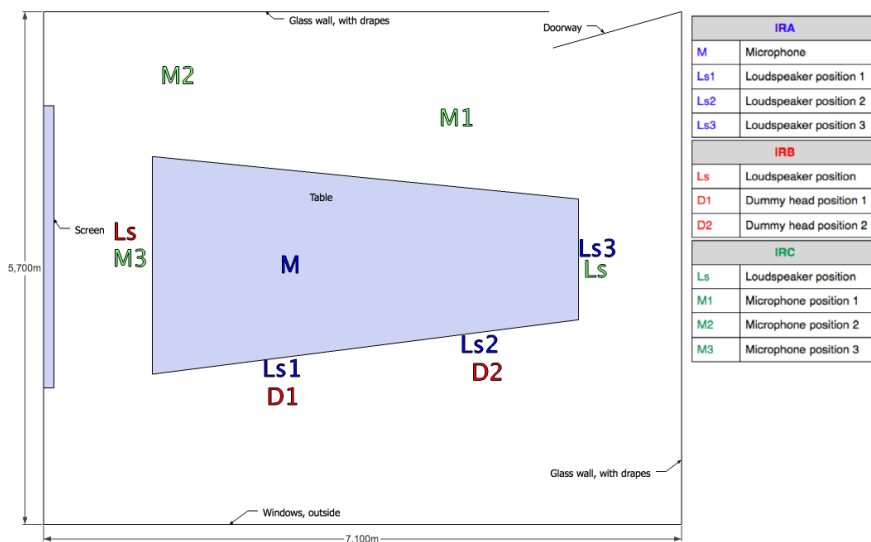 Glass wall, with drapes
Doorway
M2
M1
Table
Screen
Ls
M3
M
Ls3
Ls
5,700m
Ls1
Ls2
D1
D2
Glass wall, with drapes
Windows, outside
7,100m
IRA
M Microphone
Ls1 Loudspeaker position 1
Ls2 Loudspeaker position 2
Ls3 Loudspeaker position 3
IRB
Ls Loudspeaker position
D1 Dummy head position 1
D2 Dummy head position 2
IRC
Ls Loudspeaker position
M1 Microphone position 1
M2 Microphone position 2
M3 Microphone position 3